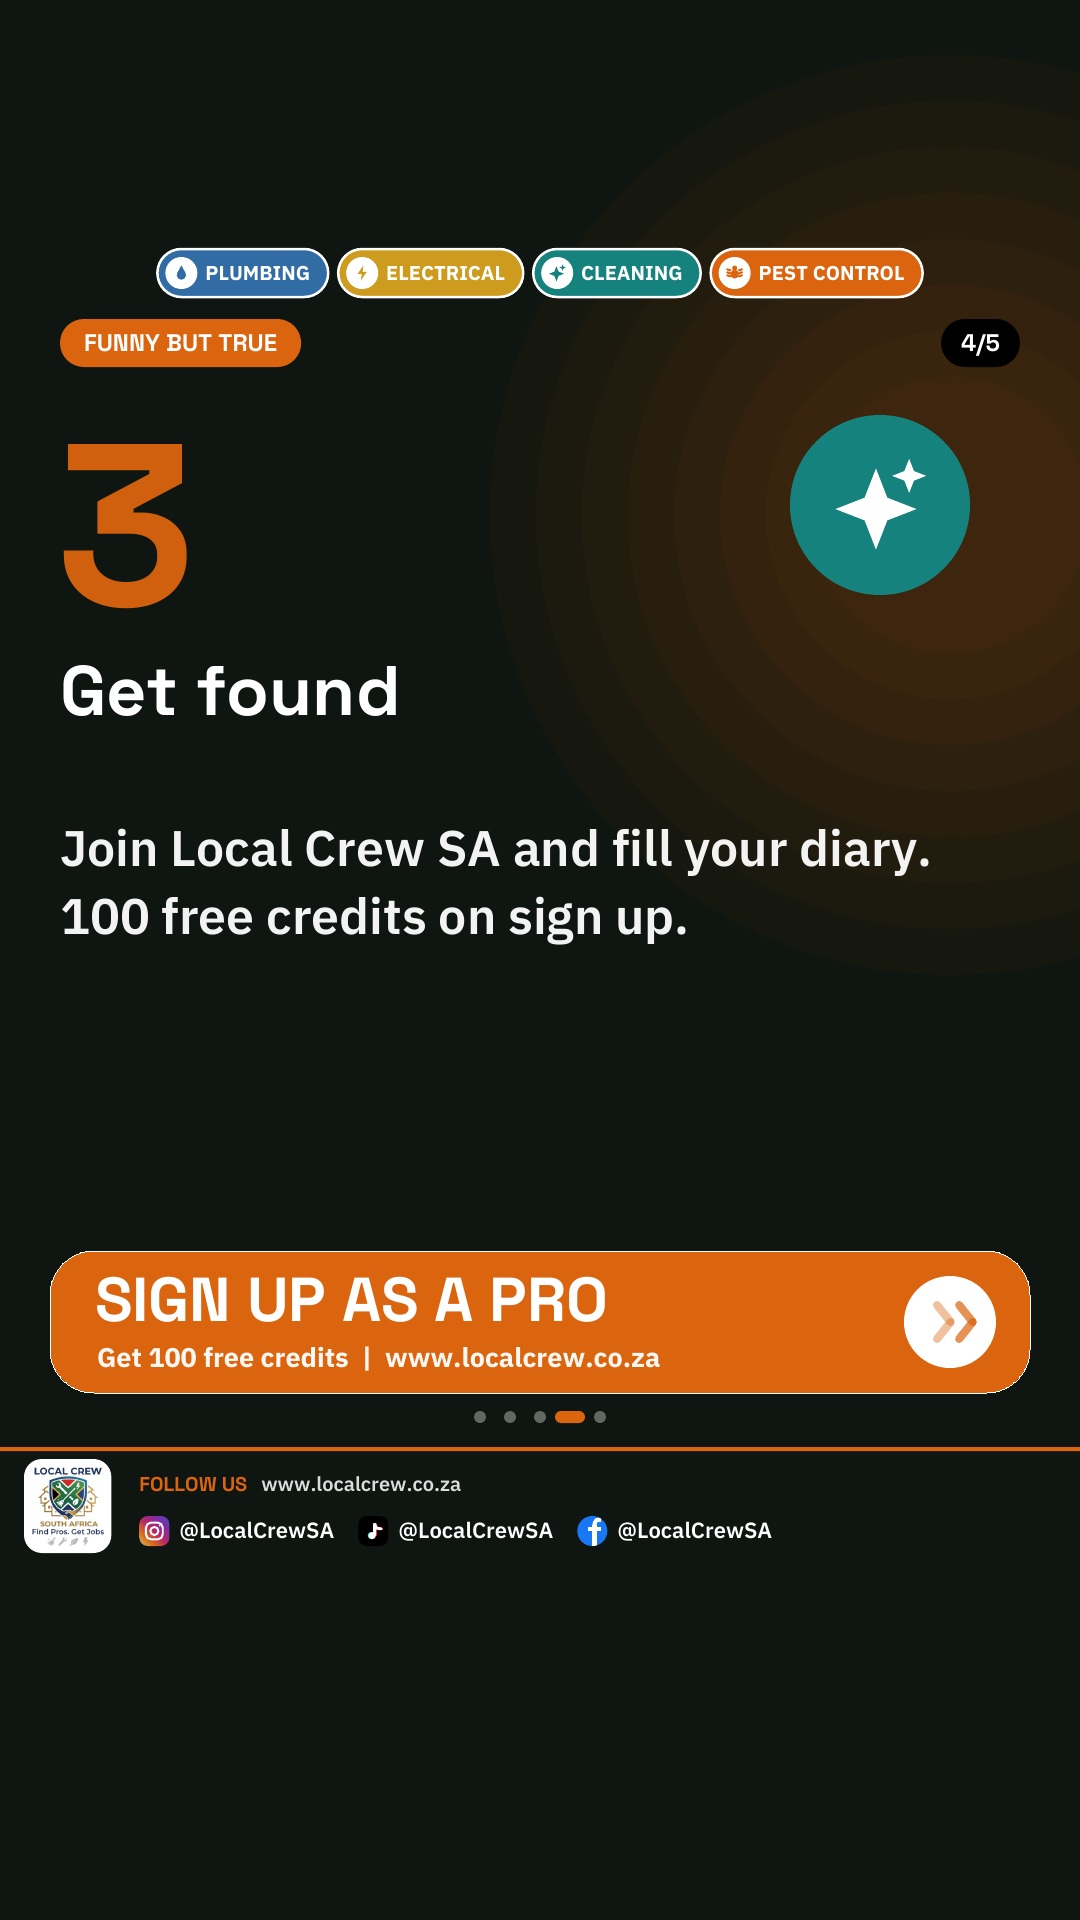 PLUMBING
ELECTRICAL
CLEANING
PEST CONTROL
FUNNY BUT TRUE
4/5
3
Get found
Join Local Crew SA and fill your diary.
100 free credits on sign up.
SIGN UP AS A PRO
Get 100 free credits | www.localcrew.co.za
LOCAL CREW
SOUTH AFRICA
Find Pros. Get Jobs
FOLLOW US www.localcrew.co.za
@LocalCrewSA @LocalCrewSA @LocalCrewSA